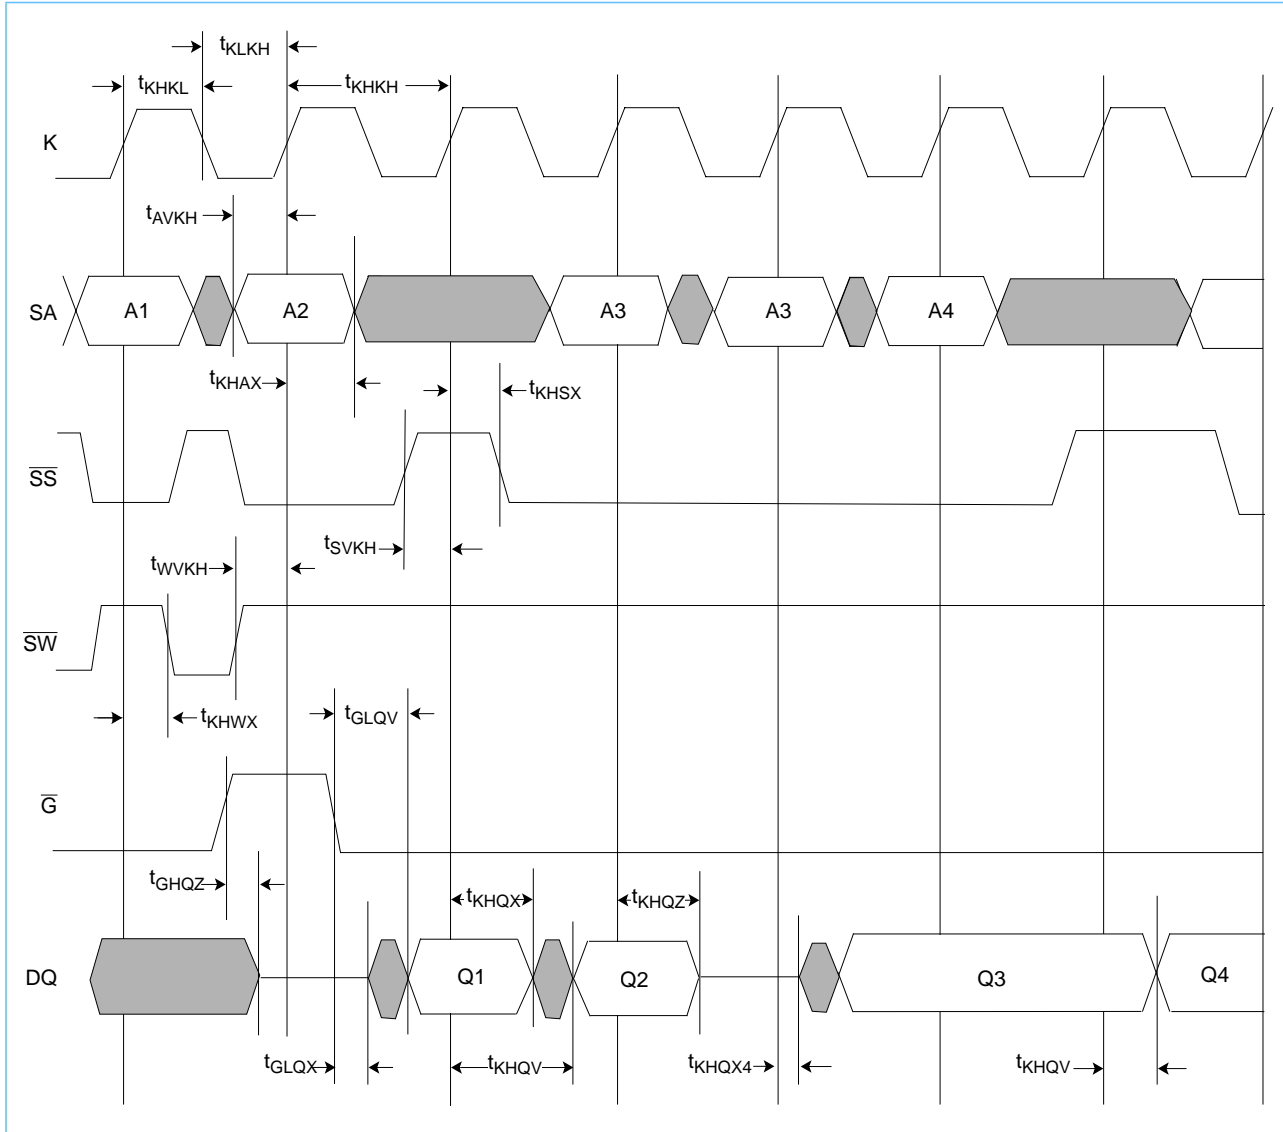 tKLKH
tKHKL tKHKH
K
tAVKH
SA A1 A2 A3 A3 A4
tKHAX tKHSX
SS
tSVKH
tWVKH
SW
tKHWX tGLQV
G
tGHQZ tKHQX tKHQZ
DQ Q1 Q2 Q3 Q4
tGLQX tKHQV tKHQX4 tKHQV